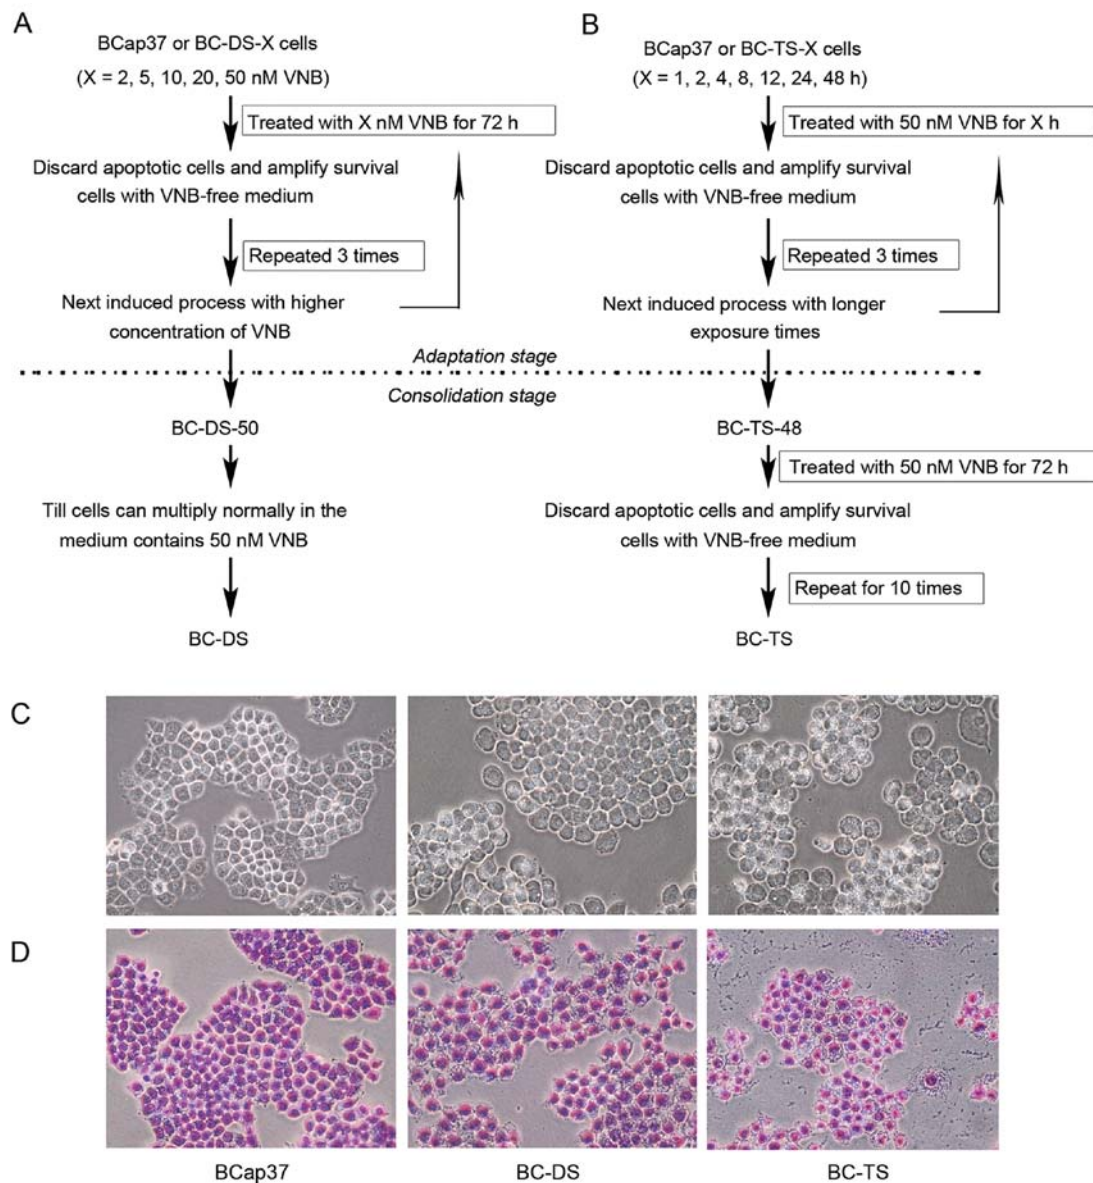 A
BCap37 or BC-DS-X cells
(X = 2, 5, 10, 20, 50 nM VNB)
Treated with X nM VNB for 72 h
Discard apoptotic cells and amplify survival
cells with VNB-free medium
Repeated 3 times
Next induced process with higher
concentration of VNB
B
BCap37 or BC-TS-X cells
(X = 1, 2, 4, 8, 12, 24, 48 h)
Treated with 50 nM VNB for X h
Discard apoptotic cells and amplify survival
cells with VNB-free medium
Repeated 3 times
Next induced process with longer
exposure times
Adaptation stage
Consolidation stage
BC-DS-50
Till cells can multiply normally in the
medium contains 50 nM VNB
BC-DS
BC-TS-48
Treated with 50 nM VNB for 72 h
Discard apoptotic cells and amplify survival
cells with VNB-free medium
Repeat for 10 times
BC-TS
C
D
BCap37
BC-DS
BC-TS